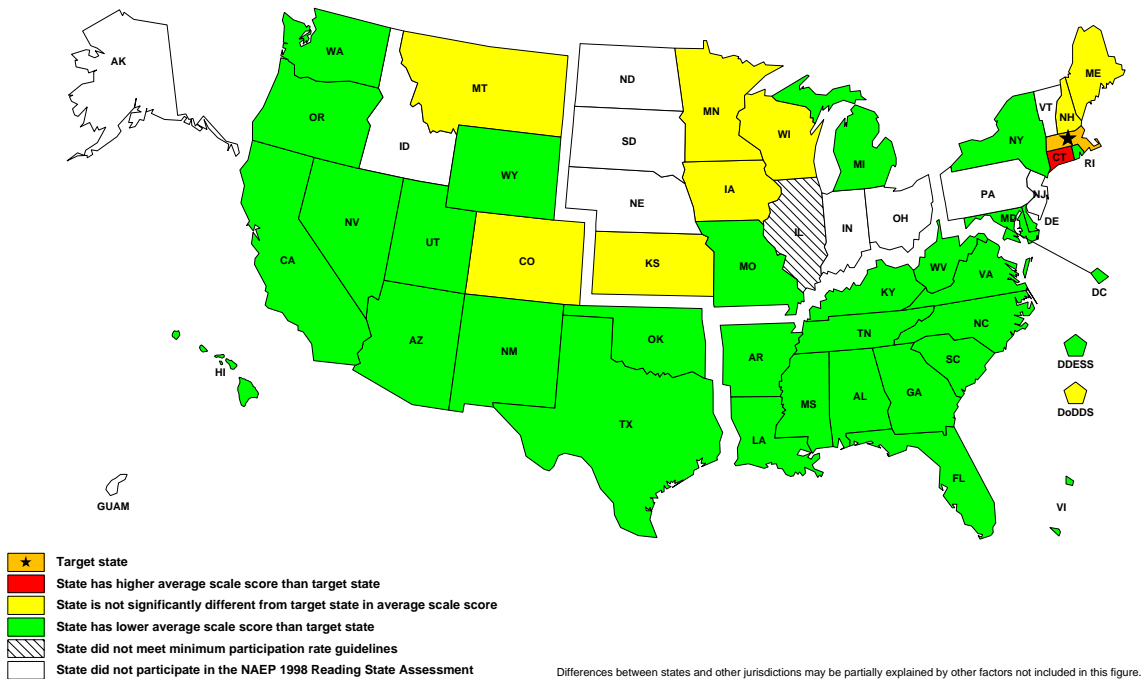 AK
WA
MT
ND
MN
ME
VT
NH
OR
ID
SD
WI
NY
MI
CT
RI
WY
IA
NE
PA
NJ
NV
UT
CO
KS
MO
IL
IN
OH
MD
DE
CA
WV
VA
KY
DC
AZ
NM
OK
AR
TN
NC
SC
HI
DDESS
TX
LA
MS
AL
GA
DoDDS
FL
GUAM
VI
Target state
State has higher average scale score than target state
State is not significantly different from target state in average scale score
State has lower average scale score than target state
State did not meet minimum participation rate guidelines
State did not participate in the NAEP 1998 Reading State Assessment
Differences between states and other jurisdictions may be partially explained by other factors not included in this figure.